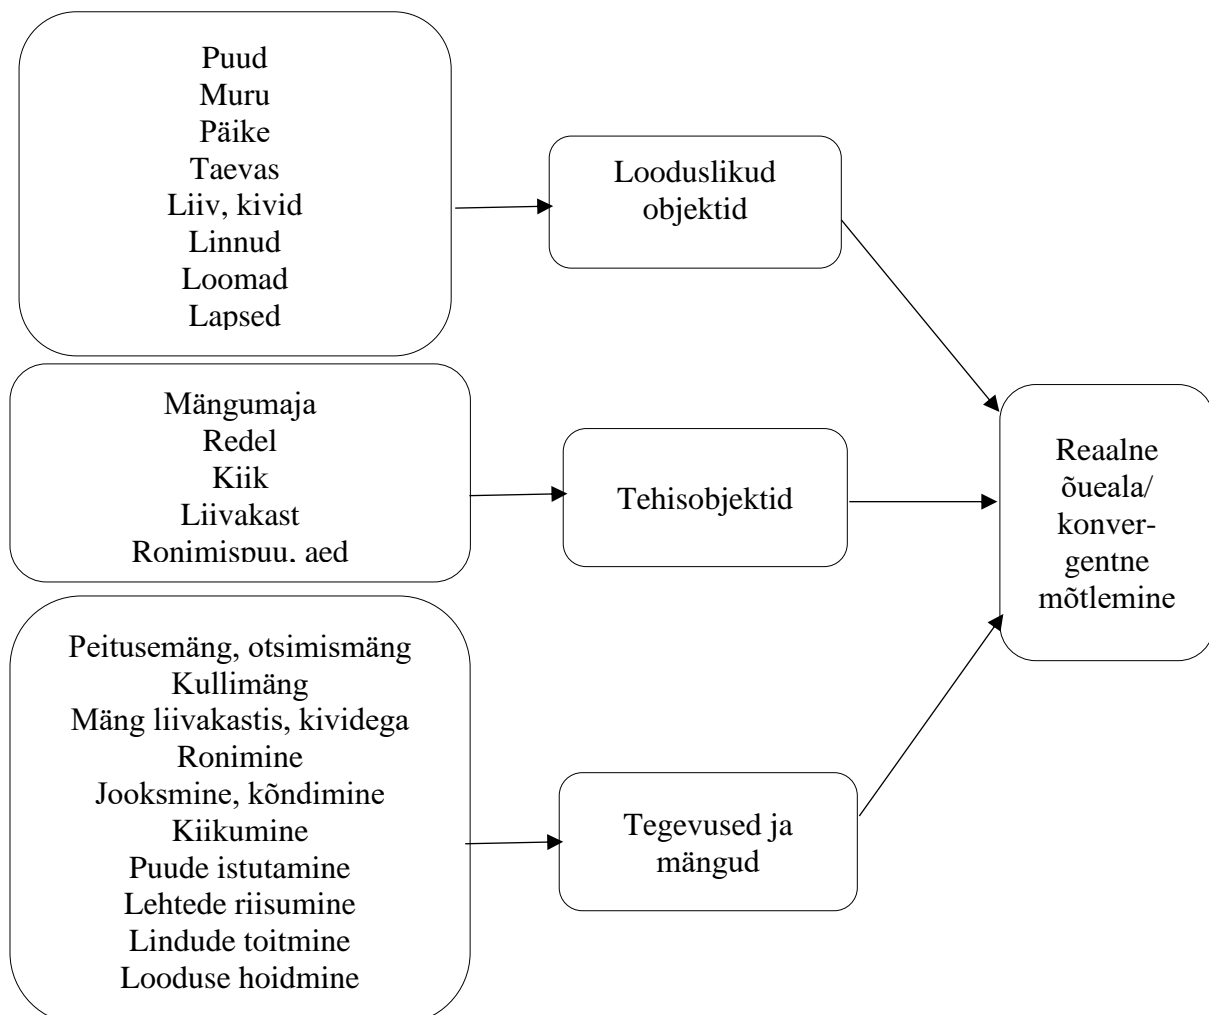 Puud
Muru
Päike
Taevas
Liiv, kivid
Linnud
Loomad
Lapsed
Looduslikud
objektid
Mängumaja
Redel
Kiik
Liivakast
Ronimispuu, aed
Tehisobjektid
Reaalne
õueala/
konver-
gentne
mõtlemine
Peitusemäng, otsimismäng
Kullimäng
Mäng liivakastis, kividega
Ronimine
Jooksmine, kõndimine
Kiikumine
Puude istutamine
Lehtede riisumine
Lindude toitmine
Looduse hoidmine
Tegevused ja
mängud